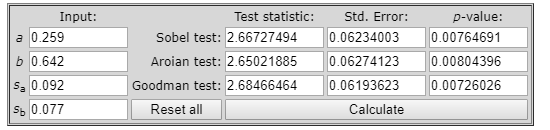 Input: Test statistic: Std. Error: p-value:
a 0.259 Sobel test: 2.66727494 0.06234003 0.00764691
b 0.642 Aroian test: 2.65021885 0.06274123 0.00804396
sa 0.092 Goodman test: 2.68466464 0.06193623 0.00726026
sb 0.077 Reset all Calculate